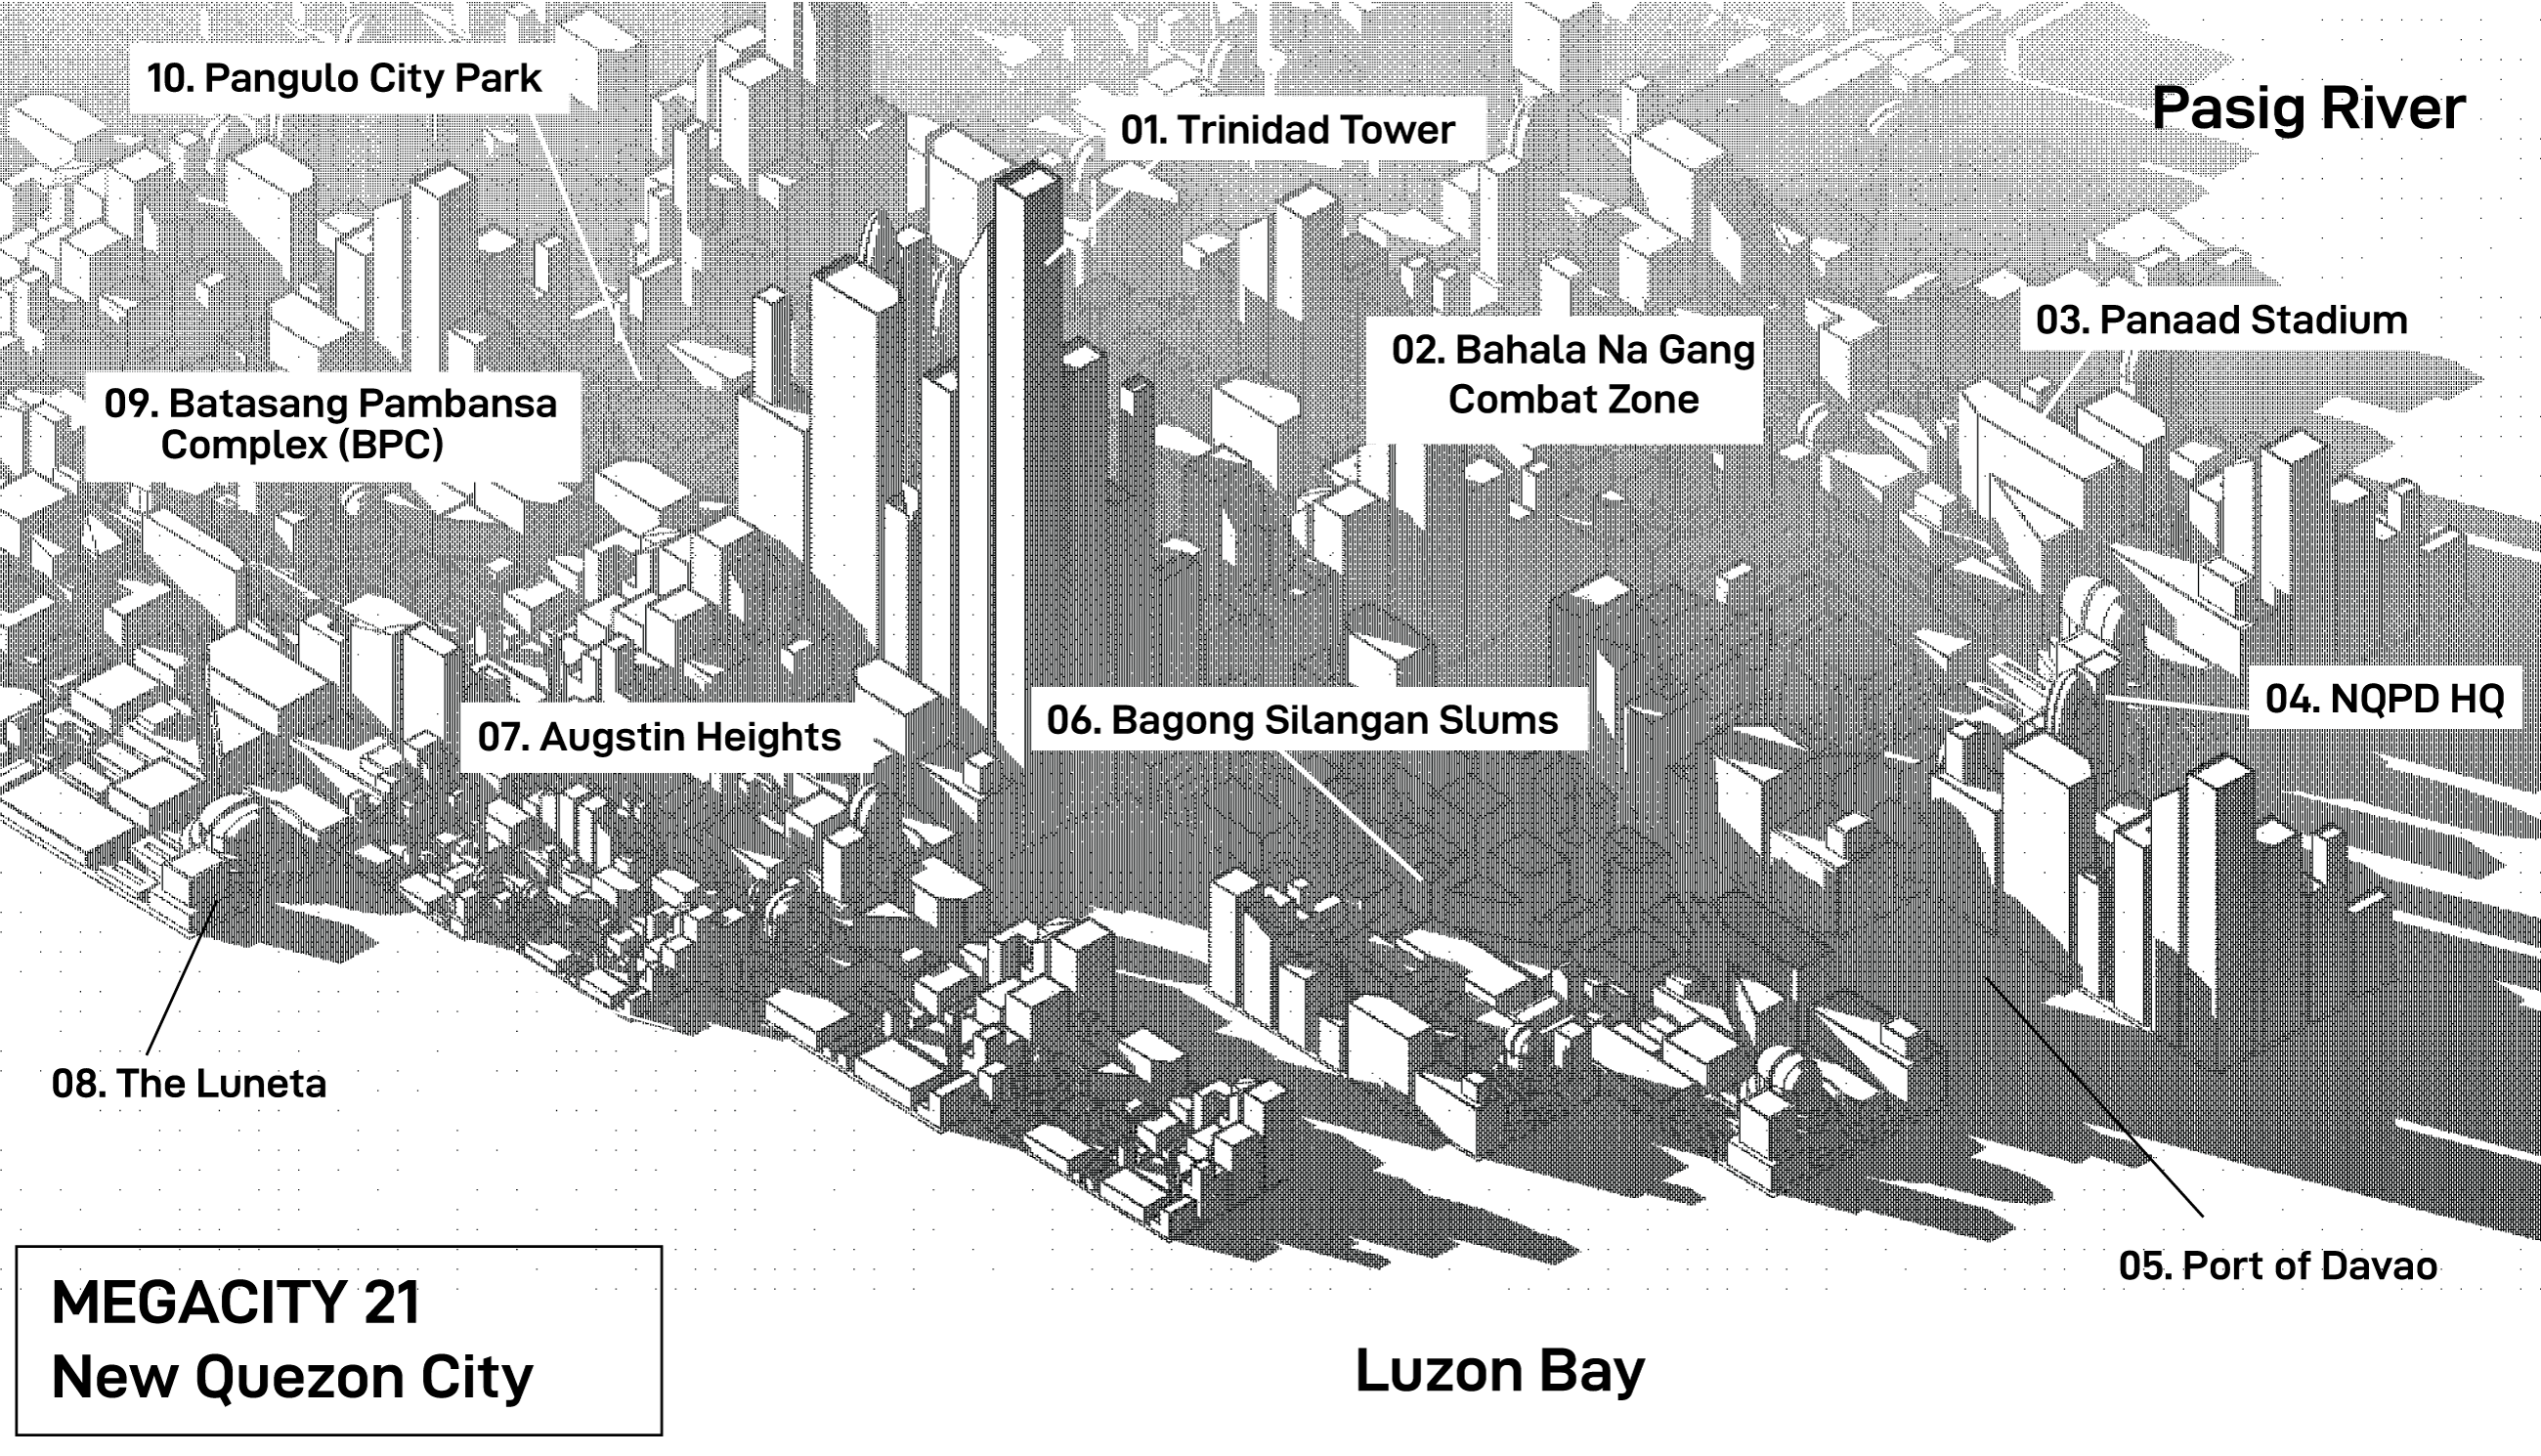 10. Pangulo City Park
Pasig River
01. Trinidad Tower
03. Panaad Stadium
02. Bahala Na Gang
Combat Zone
09. Batasang Pambansa
Complex (BPC)
04. NQPD HQ
06. Bagong Silangan Slums
07. Augstin Heights
08. The Luneta
05. Port of Davao
MEGACITY 21
New Quezon City
Luzon Bay